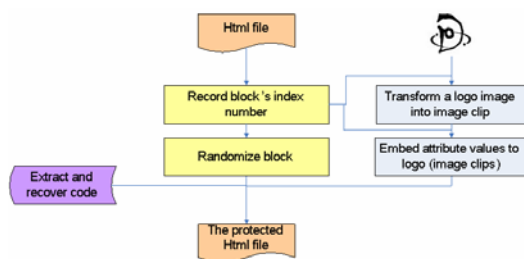 Html file
Record block's index
number
Transform a logo image
into image clip
Randomize block
Embed attribute values to
logo (image clips)
Extract and
recover code
The protected
Html file